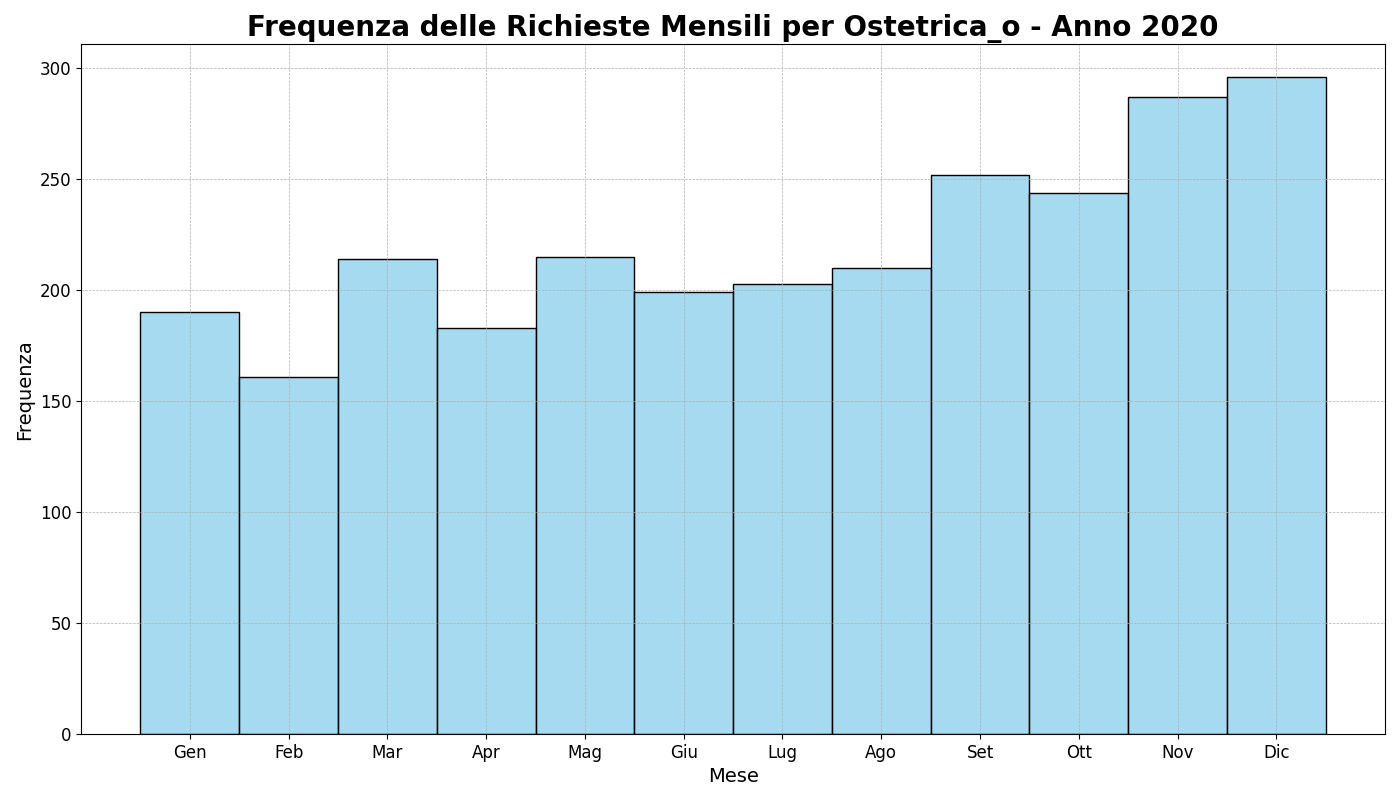 Frequenza delle Richieste Mensili per Ostetrica_o - Anno 2020
300
250
200
150
100
50
0
Frequenza
Gen Feb Mar Apr Mag Giu Lug Ago Set Ott Nov Dic
Mese